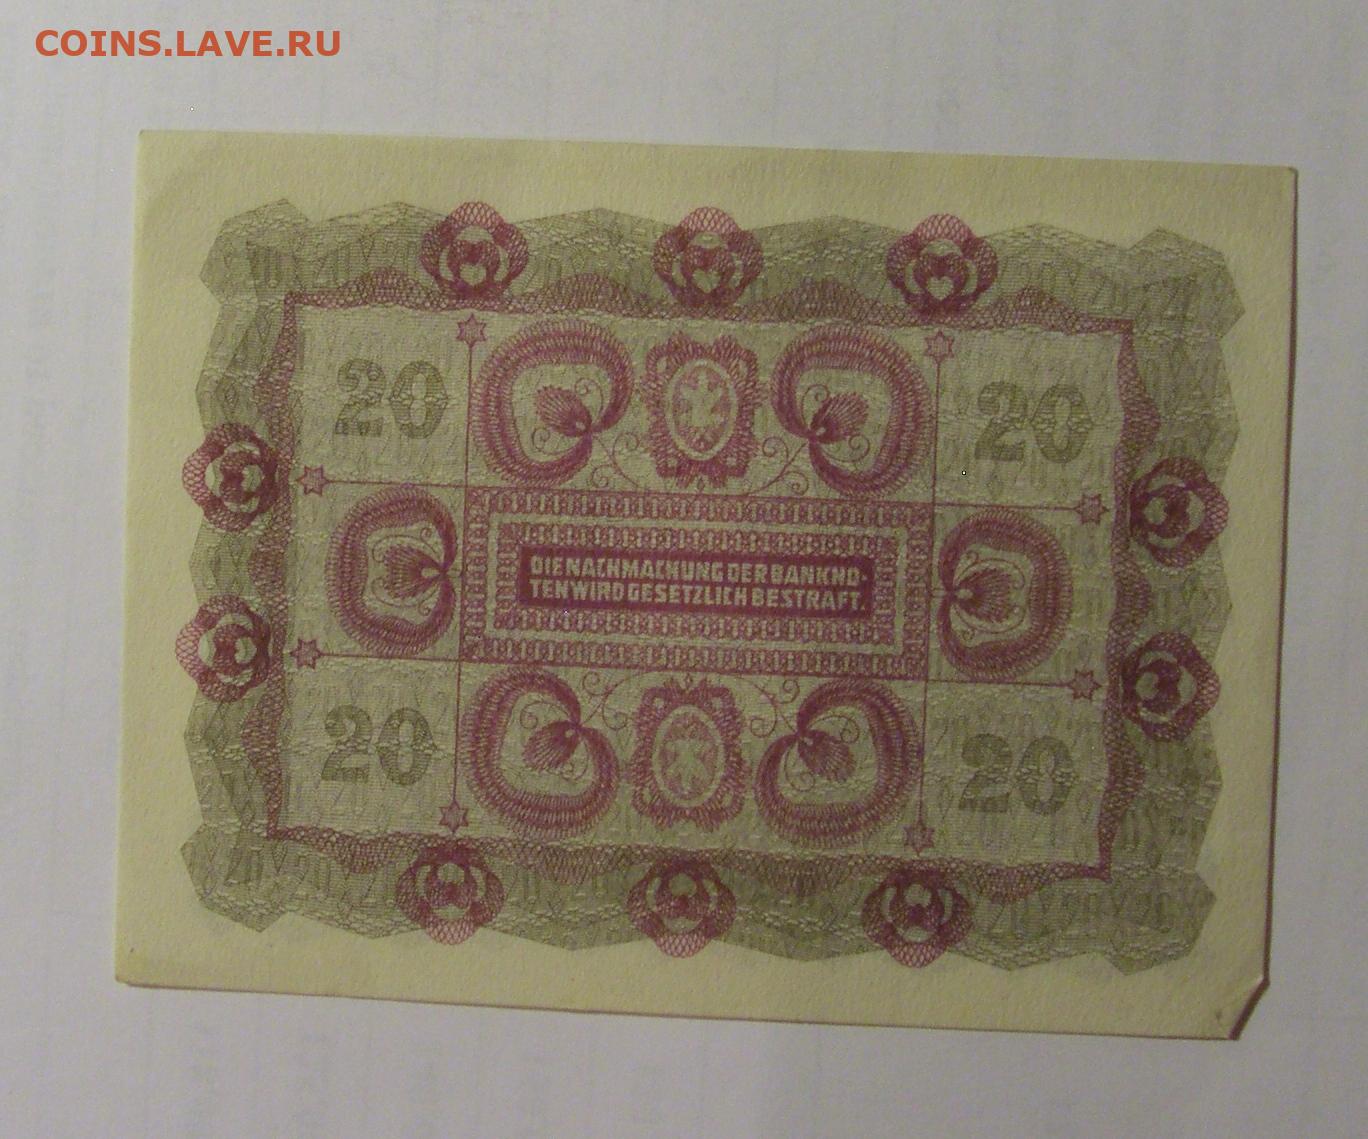 COINS.LAVE.RU
20 20
DIE NACHMACHUNG DER BANKNO-
TEN WIRD GESETZLICH BESTRAFT.
20 20